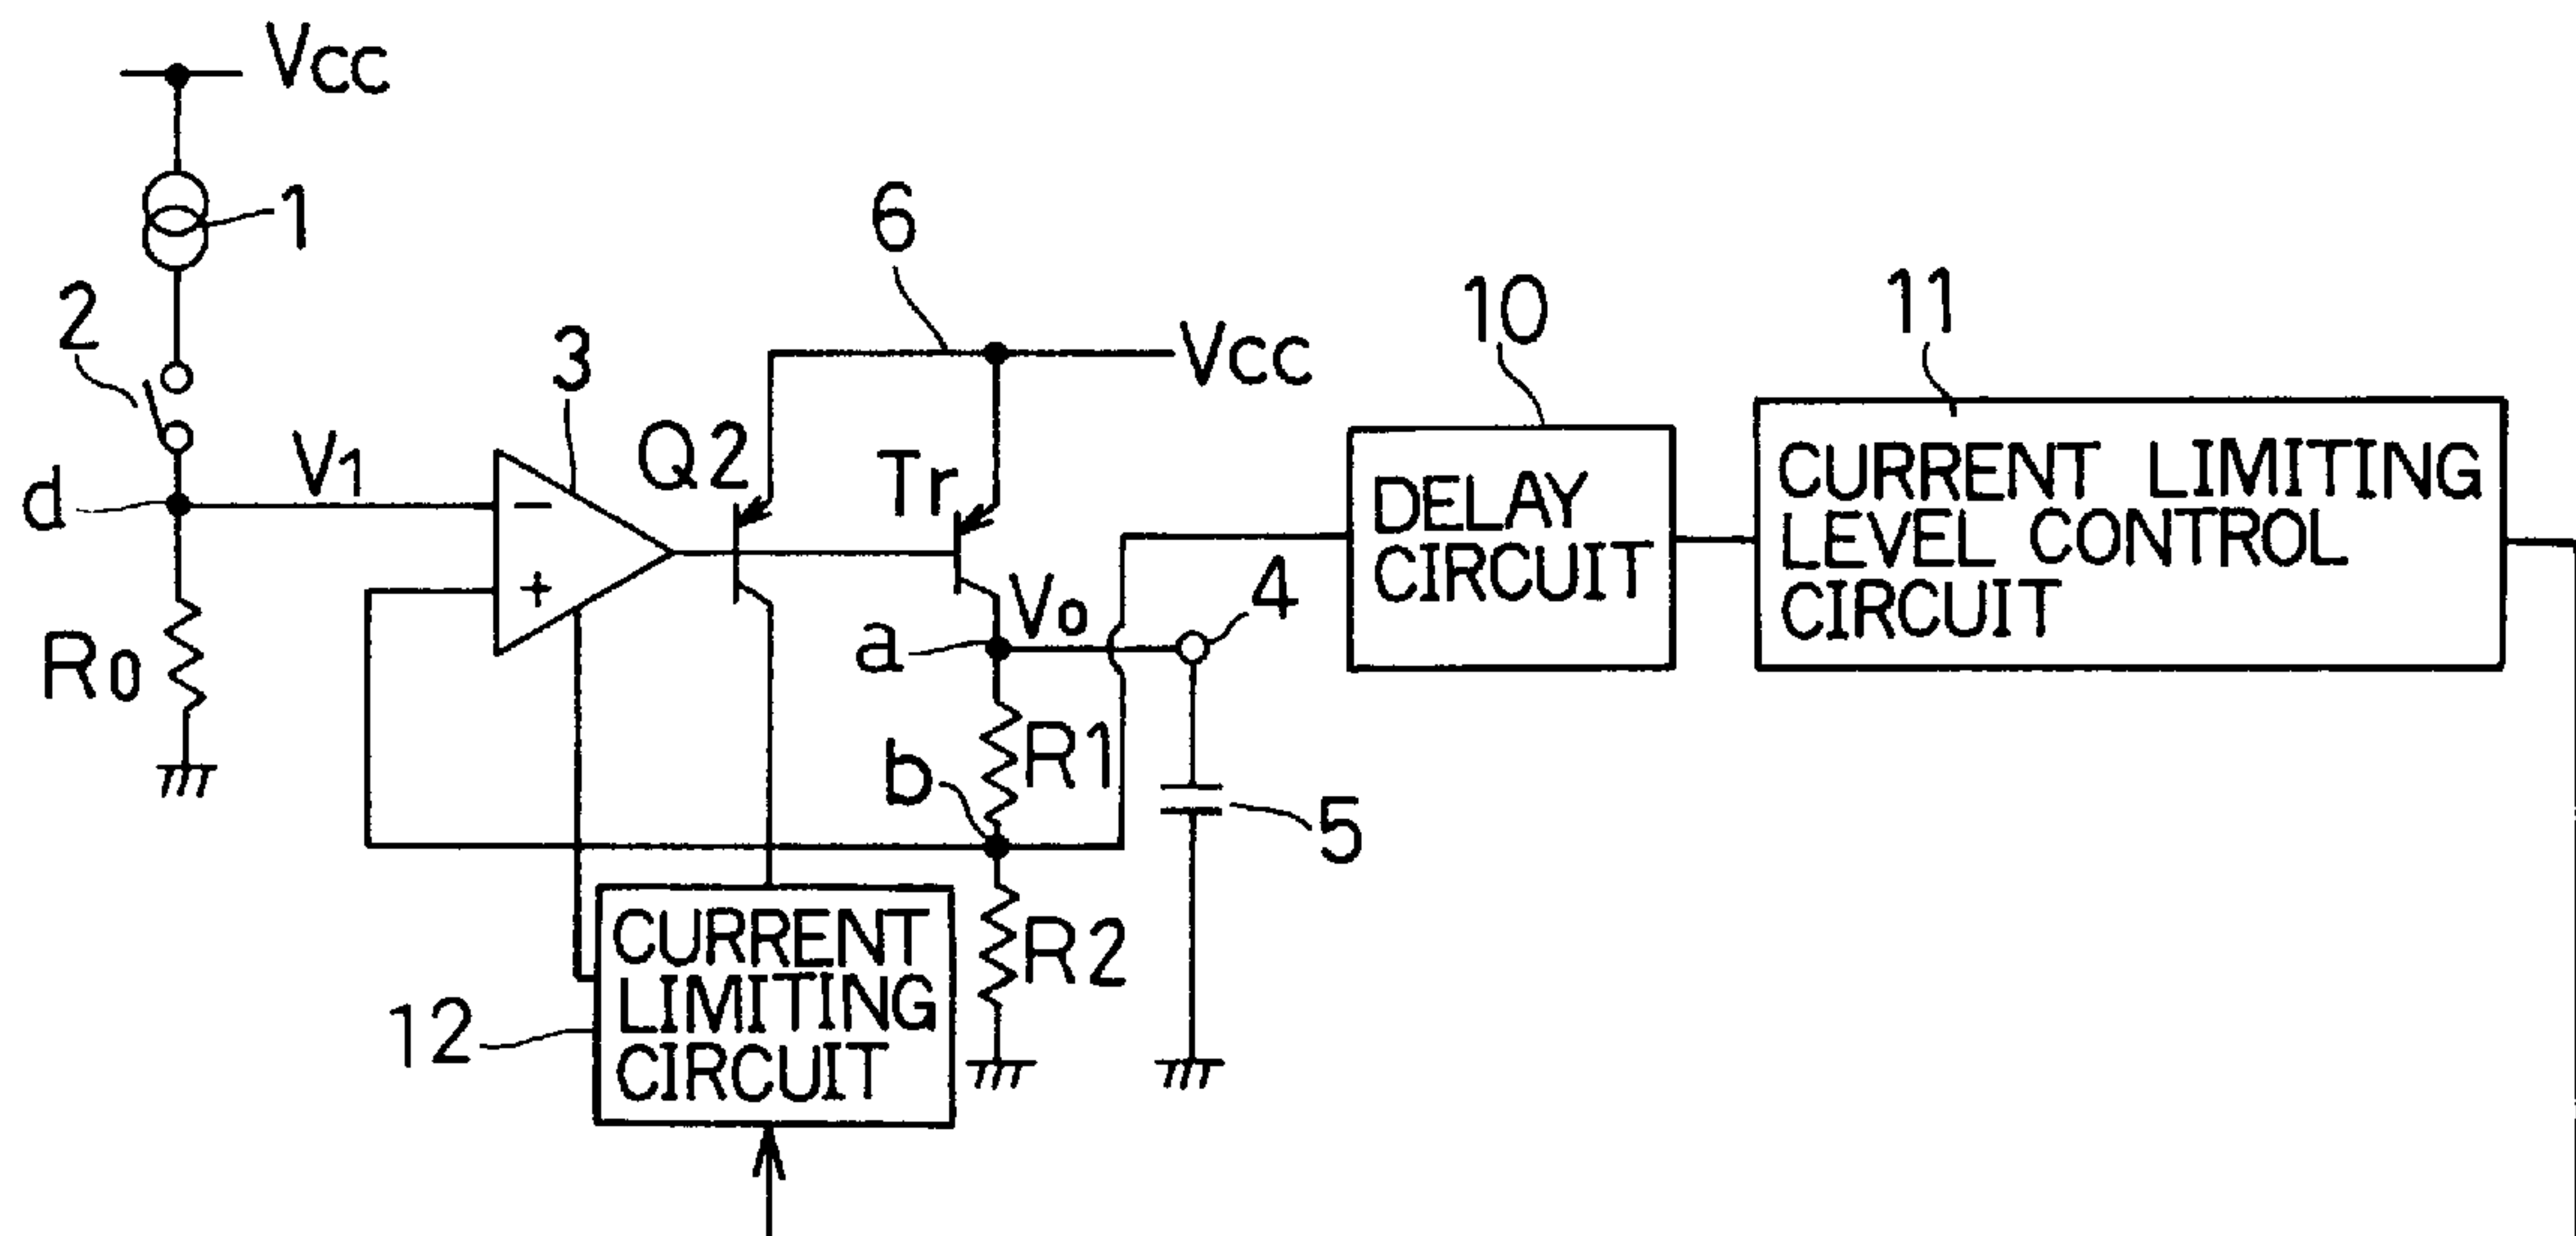 Vcc
1
6
2
3
10
11
Vcc
Q2
Tr
V1
d
DELAY
CIRCUIT
CURRENT LIMITING
LEVEL CONTROL
CIRCUIT
−
+
Vo
4
a
Ro
R1
b
5
CURRENT
LIMITING
CIRCUIT
R2
12